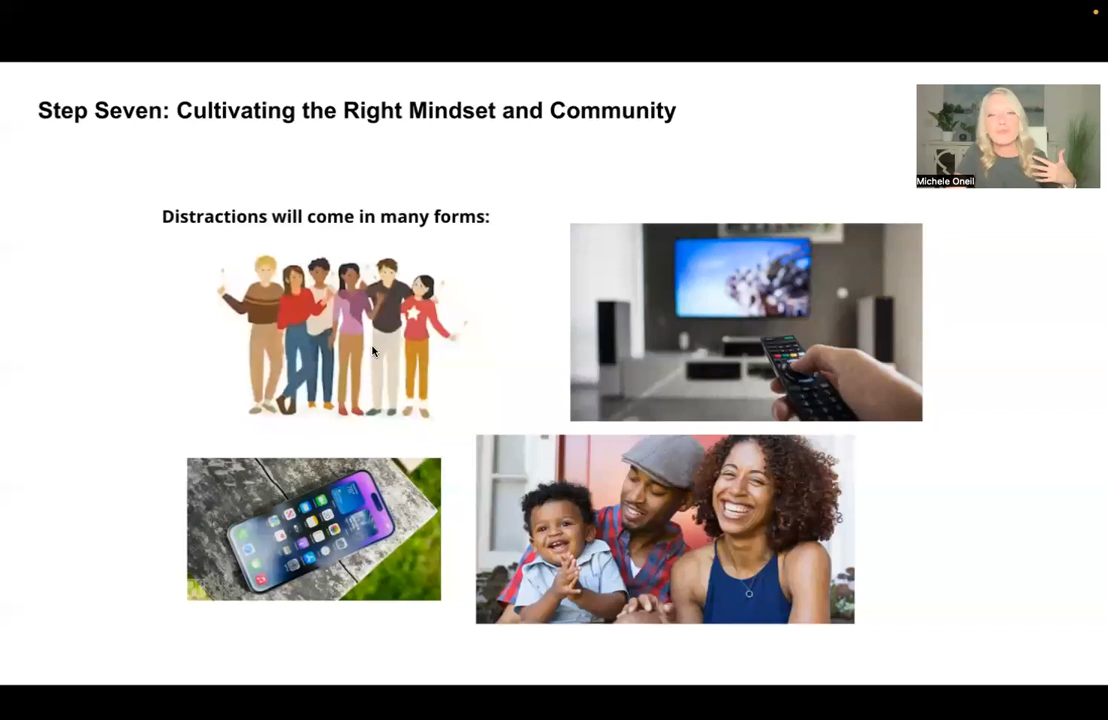 Step Seven: Cultivating the Right Mindset and Community
Michele Oneil
Distractions will come in many forms: